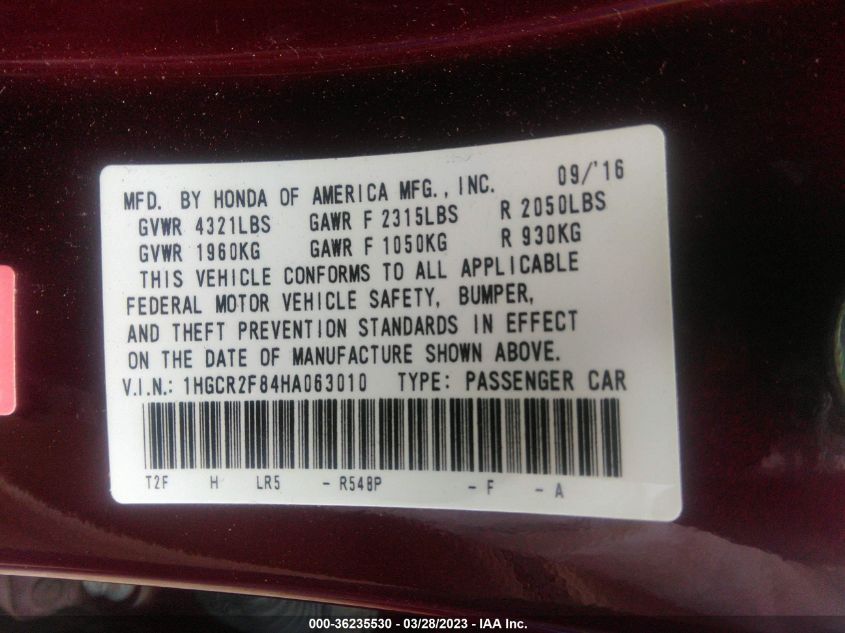 MFD. BY HONDA OF AMERICA MFG., INC. 09/'16
GVWR 4321LBS GAWR F 2315LBS R 2050LBS
GVWR 1960KG GAWR F 1050KG R 930KG
THIS VEHICLE CONFORMS TO ALL APPLICABLE
FEDERAL MOTOR VEHICLE SAFETY, BUMPER,
AND THEFT PREVENTION STANDARDS IN EFFECT
ON THE DATE OF MANUFACTURE SHOWN ABOVE.
V.I.N.: 1HGCR2F84HA063010 TYPE: PASSENGER CAR
T2F H LR5 - R548P - F - A
000-36235530 / 03/28/2023 - IAA Inc.